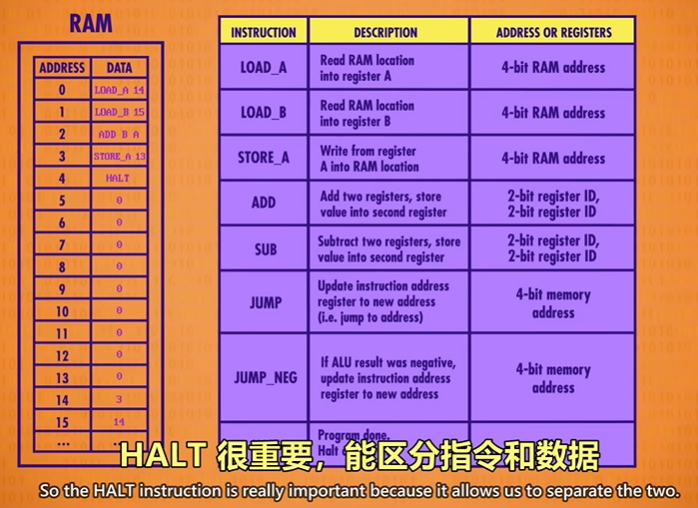 RAM
ADDRESS DATA
0 LOAD_A 14
1 LOAD_B 15
2 ADD B A
3 STORE_A 13
4 HALT
5 0
6 0
7 0
8 0
9 0
10 0
11 0
12 0
13 0
14 3
15 14
...
INSTRUCTION DESCRIPTION ADDRESS OR REGISTERS
LOAD_A
Read RAM location
into register A
4-bit RAM address
LOAD_B
Read RAM location
into register B
4-bit RAM address
STORE_A
Write from register
A into RAM location
4-bit RAM address
ADD
Add two registers, store
value into second register
2-bit register ID,
2-bit register ID
SUB
Subtract two registers, store
value into second register
2-bit register ID,
2-bit register ID
JUMP
Update instruction address
register to new address
(i.e. jump to address)
4-bit memory
address
JUMP_NEG
If ALU result was negative,
update instruction address
register to new address
4-bit memory
address
Program done.
Halt
HALT 很重要，能区分指令和数据
So the HALT instruction is really important because it allows us to separate the two.